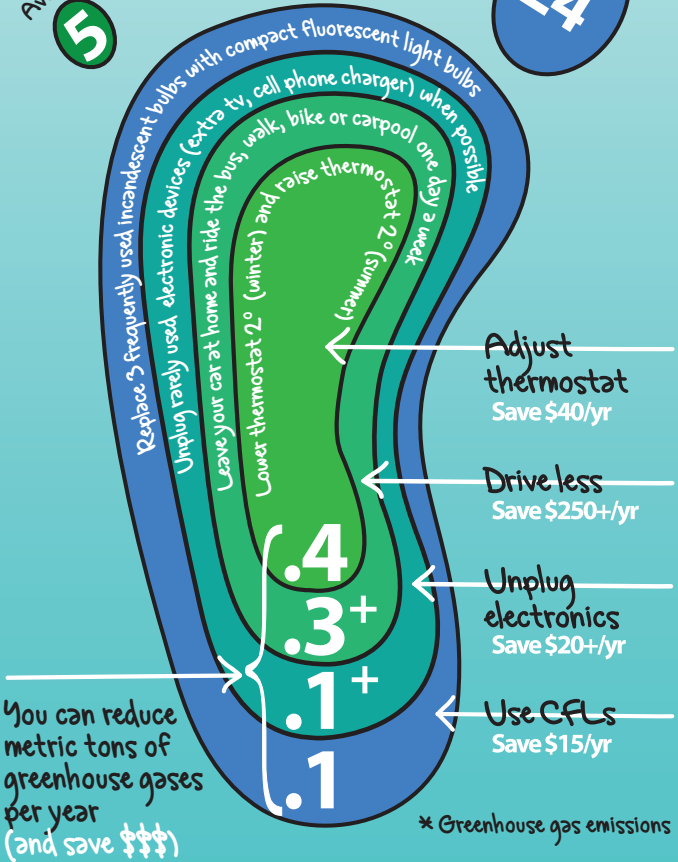 5
24
Replace 3 frequently used incandescent bulbs with compact fluorescent light bulbs
Unplug rarely used electronic devices (extra tv, cell phone charger) when possible
Leave your car at home and ride the bus, walk, bike or carpool one day a week
Lower thermostat 2° (winter) and raise thermostat 2° (summer)
Adjust
thermostat
Save $40/yr
Drive less
Save $250+/yr
Unplug
electronics
Save $20+/yr
Use CFLs
Save $15/yr
.4
.3+
.1+
.1
You can reduce
metric tons of
greenhouse gases
per year
(and save $$$)
* Greenhouse gas emissions